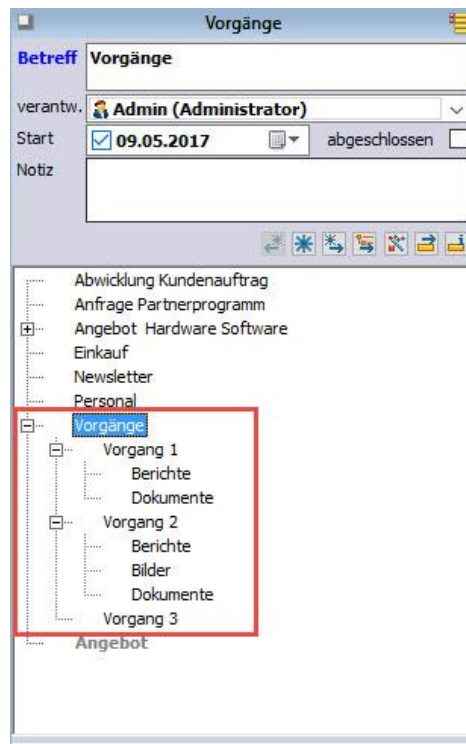 Vorgänge
Betreff Vorgänge
verantw. Admin (Administrator)
Start 09.05.2017 abgeschlossen
Notiz
Abwicklung Kundenauftrag
Anfrage Partnerprogramm
Angebot Hardware Software
Einkauf
Newsletter
Personal
Vorgänge
Vorgang 1
Berichte
Dokumente
Vorgang 2
Berichte
Bilder
Dokumente
Vorgang 3
Angebot